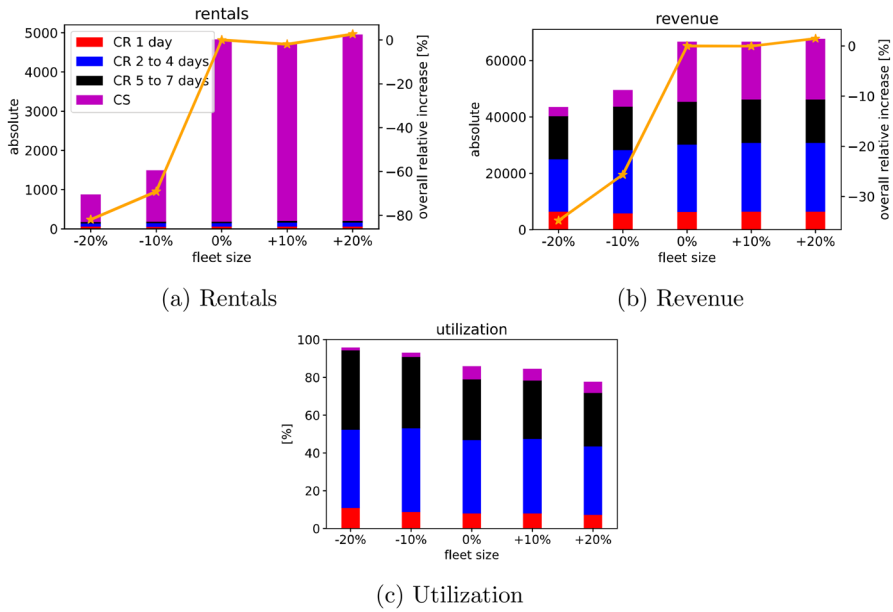 rentals
5000
4000
3000
2000
1000
0
absolute
CR 1 day
CR 2 to 4 days
CR 5 to 7 days
CS
0
−20
−40
−60
−80
overall relative increase [%]
-20% -10% 0% +10% +20%
fleet size
(a) Rentals
revenue
60000
40000
20000
0
absolute
0
−10
−20
−30
overall relative increase [%]
-20% -10% 0% +10% +20%
fleet size
(b) Revenue
utilization
100
80
60
40
20
0
[%]
-20% -10% 0% +10% +20%
fleet size
(c) Utilization